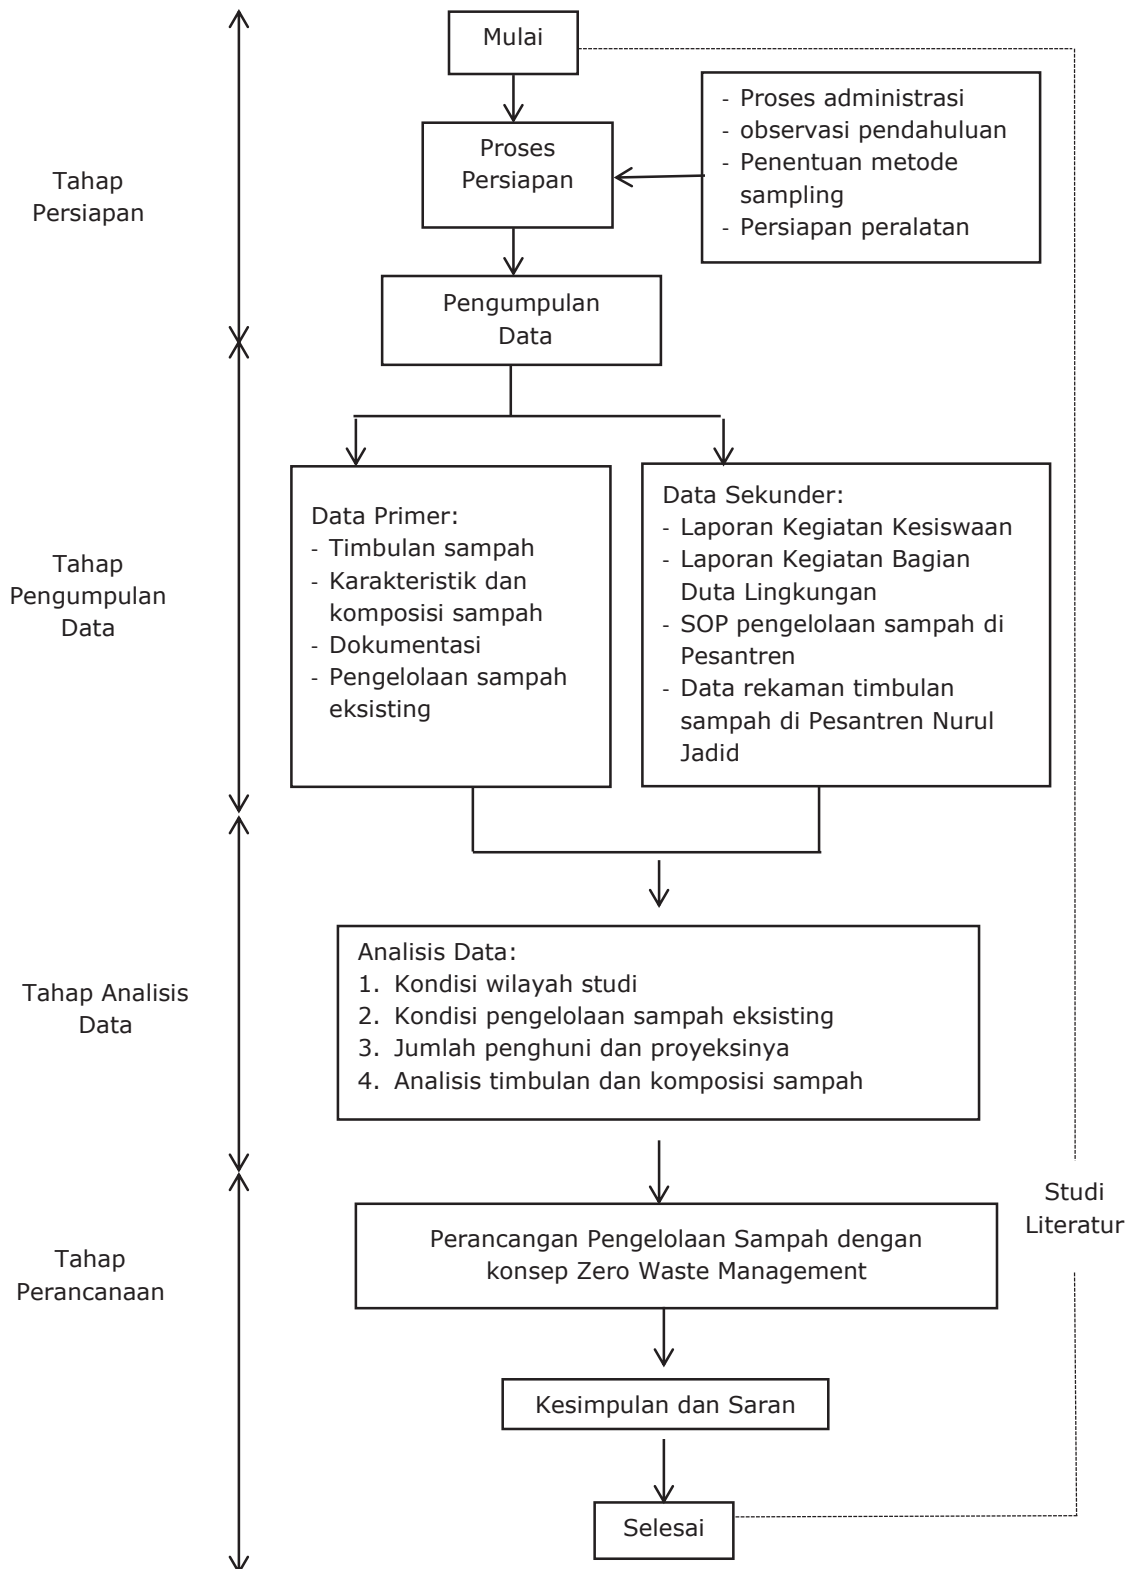 Mulai
- Proses administrasi
- observasi pendahuluan
- Penentuan metode
sampling
- Persiapan peralatan
Proses
Persiapan
Tahap
Persiapan
Pengumpulan
Data
Data Primer:
- Timbulan sampah
- Karakteristik dan
komposisi sampah
- Dokumentasi
- Pengelolaan sampah
eksisting
Data Sekunder:
- Laporan Kegiatan Kesiswaan
- Laporan Kegiatan Bagian
Duta Lingkungan
- SOP pengelolaan sampah di
Pesantren
- Data rekaman timbulan
sampah di Pesantren Nurul
Jadid
Tahap
Pengumpulan
Data
Analisis Data:
1. Kondisi wilayah studi
2. Kondisi pengelolaan sampah eksisting
3. Jumlah penghuni dan proyeksinya
4. Analisis timbulan dan komposisi sampah
Tahap Analisis
Data
Studi
Literatur
Perancangan Pengelolaan Sampah dengan
konsep Zero Waste Management
Tahap
Perancanaan
Kesimpulan dan Saran
Selesai